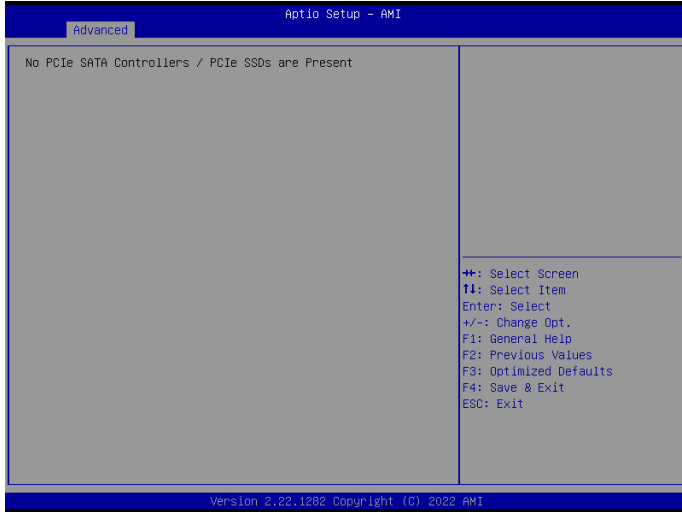 Aptio Setup – AMI
Advanced
No PCIe SATA Controllers / PCIe SSDs are Present
→←: Select Screen
↑↓: Select Item
Enter: Select
+/-: Change Opt.
F1: General Help
F2: Previous Values
F3: Optimized Defaults
F4: Save & Exit
ESC: Exit
Version 2.22.1282 Copyright (C) 2022 AMI